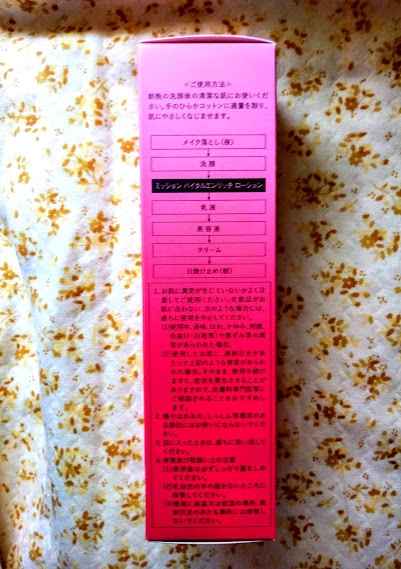 ＜ご使用方法＞
朝晩の洗顔後の清潔な肌にお使いくだ
さい。手のひらかコットンに適量を取り、
肌にやさしくなじませます。
メイク落とし（夜）
洗顔
ミッション バイタルエンリッチ ローション
乳液
美容液
クリーム
日焼け止め（朝）
1. お肌に異常が生じていないかよく注
意してご使用ください。化粧品がお
肌に合わない、次のような場合には、
直ちに使用を中止してください。
(1)使用中、赤味、はれ、かゆみ、刺激、
色抜け（白斑等）や黒ずみ等の異
常があらわれた場合。
(2)使用したお肌に、直射日光があ
たって上記のような異常があらわ
れた場合。そのまま、使用を続け
ますと、症状を悪化させることが
ありますので、皮膚科専門医等に
ご相談されることをおすすめし
ます。
2. 傷やはれもの、しっしん等異常のあ
る部位にはお使いにならないでくだ
さい。
3. 目に入ったときは、直ちに洗い流して
ください。
4. 保管及び取扱い上の注意
(1)使用後は必ずしっかり蓋をしめ
てください。
(2)乳幼児の手の届かないところに
保管してください。
(3)極端に高温又は低温の場所、直
射日光のあたる場所には保管し
ないでください。